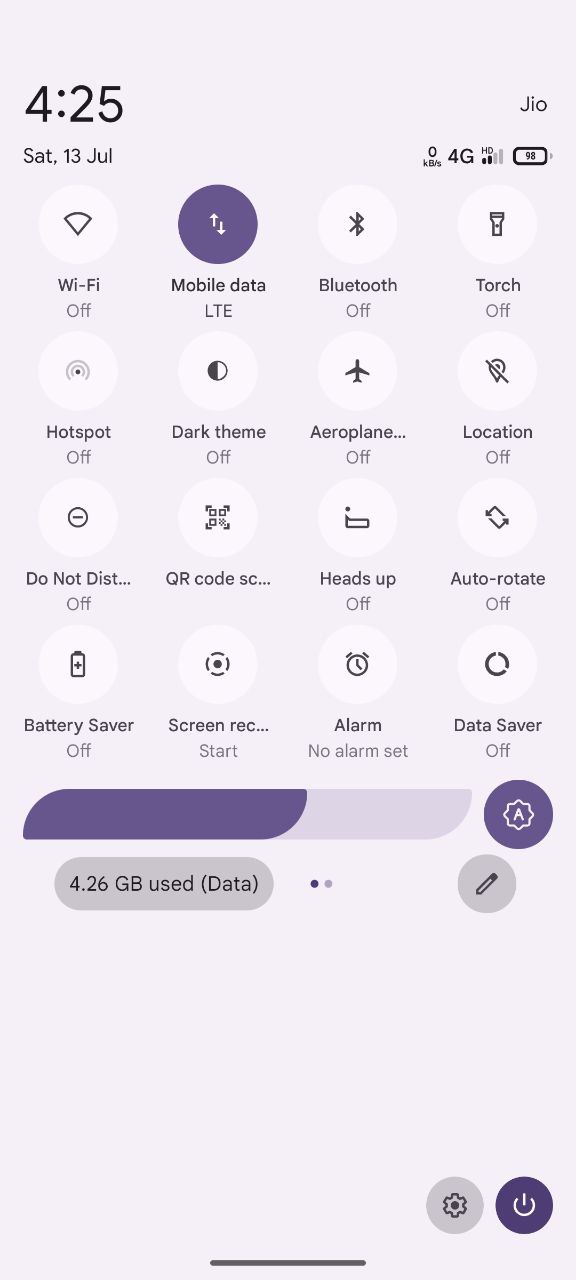 4:25
Jio
Sat, 13 Jul
0 kB/s 4G HD 98
Wi-Fi Mobile data Bluetooth Torch
Off LTE Off Off
Hotspot Dark theme Aeroplane... Location
Off Off Off Off
Do Not Dist... QR code sc... Heads up Auto-rotate
Off Off Off
Battery Saver Screen rec... Alarm Data Saver
Off Start No alarm set Off
A
4.26 GB used (Data)